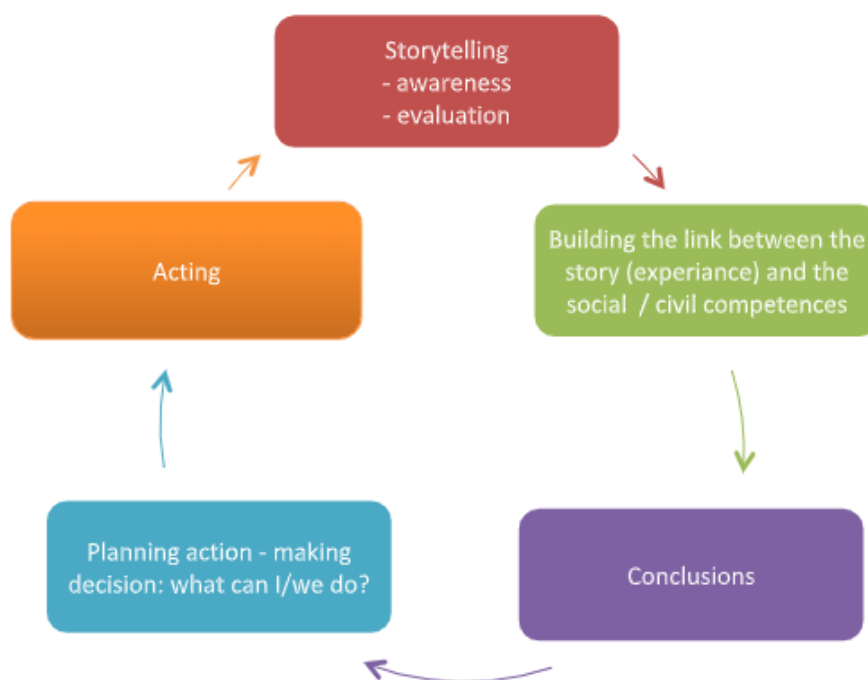 Storytelling
- awareness
- evaluation
Building the link between the
story (experiance) and the
social / civil competences
Conclusions
Planning action - making
decision: what can I/we do?
Acting